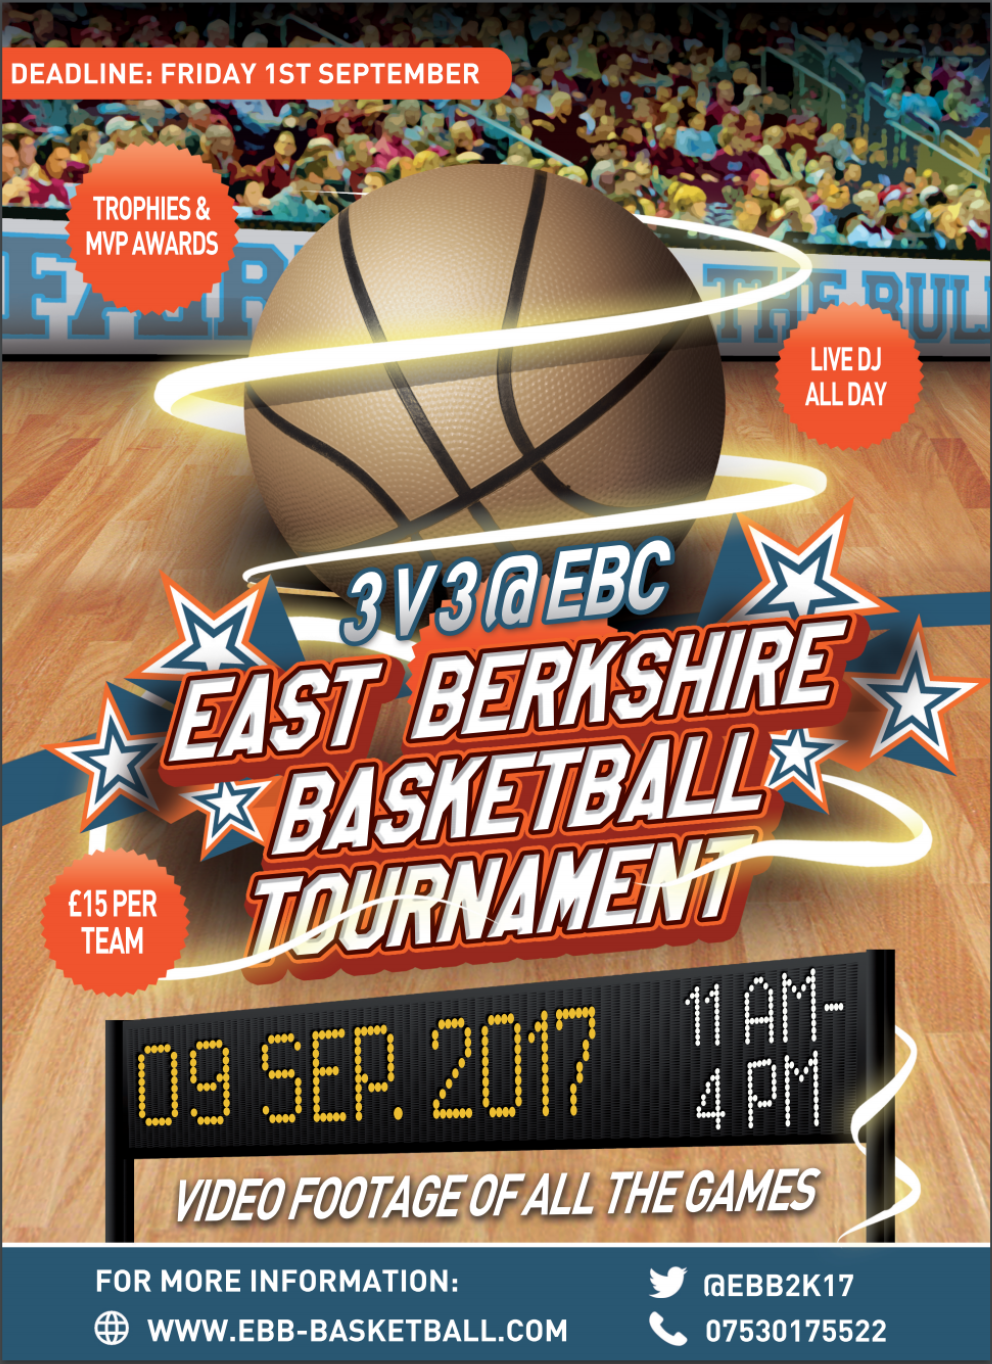 DEADLINE: FRIDAY 1ST SEPTEMBER
TROPHIES &
MVP AWARDS
THE BUL
LIVE DJ
ALL DAY
3 V 3 @ EBC
EAST BERKSHIRE
BASKETBALL
TOURNAMENT
£15 PER
TEAM
09 SEP. 2017
11 AM-
4 PM
VIDEO FOOTAGE OF ALL THE GAMES
FOR MORE INFORMATION:
@EBB2K17
WWW.EBB-BASKETBALL.COM
07530175522